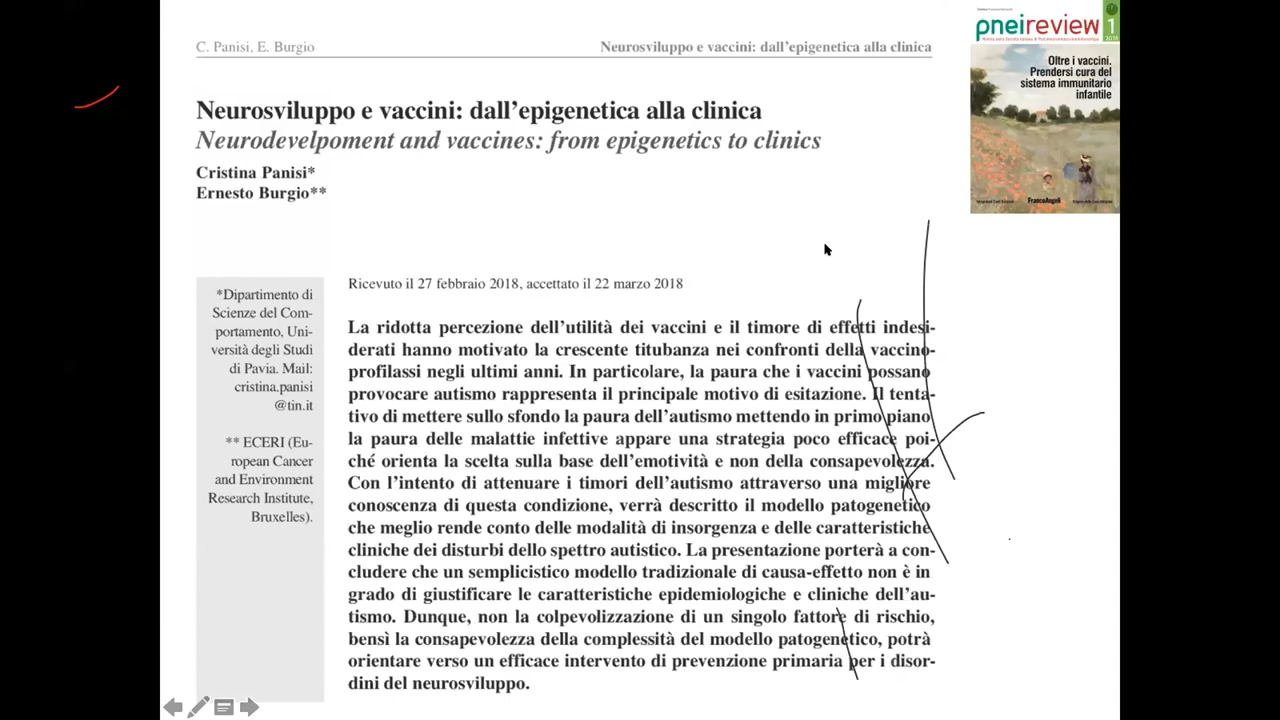 C. Panisi, E. Burgio
Neurosviluppo e vaccini: dall'epigenetica alla clinica
pneireview
1
2018
Oltre i vaccini.
Prendersi cura del
sistema immunitario
infantile
FrancoAngeli
Neurosviluppo e vaccini: dall'epigenetica alla clinica
Neurodevelpoment and vaccines: from epigenetics to clinics
Cristina Panisi*
Ernesto Burgio**
*Dipartimento di
Scienze del Com-
portamento, Uni-
versità degli Studi
di Pavia. Mail:
cristina.panisi
@tin.it
** ECERI (Eu-
ropean Cancer
and Environment
Research Institute,
Bruxelles).
Ricevuto il 27 febbraio 2018, accettato il 22 marzo 2018
La ridotta percezione dell'utilità dei vaccini e il timore di effetti indesi-
derati hanno motivato la crescente titubanza nei confronti della vaccino-
profilassi negli ultimi anni. In particolare, la paura che i vaccini possano
provocare autismo rappresenta il principale motivo di esitazione. Il tenta-
tivo di mettere sullo sfondo la paura dell'autismo mettendo in primo piano
la paura delle malattie infettive appare una strategia poco efficace poi-
ché orienta la scelta sulla base dell'emotività e non della consapevolezza.
Con l'intento di attenuare i timori dell'autismo attraverso una migliore
conoscenza di questa condizione, verrà descritto il modello patogenetico
che meglio rende conto delle modalità di insorgenza e delle caratteristiche
cliniche dei disturbi dello spettro autistico. La presentazione porterà a con-
cludere che un semplicistico modello tradizionale di causa-effetto non è in
grado di giustificare le caratteristiche epidemiologiche e cliniche dell'au-
tismo. Dunque, non la colpevolizzazione di un singolo fattore di rischio,
bensì la consapevolezza della complessità del modello patogenetico, potrà
orientare verso un efficace intervento di prevenzione primaria per i disor-
dini del neurosviluppo.